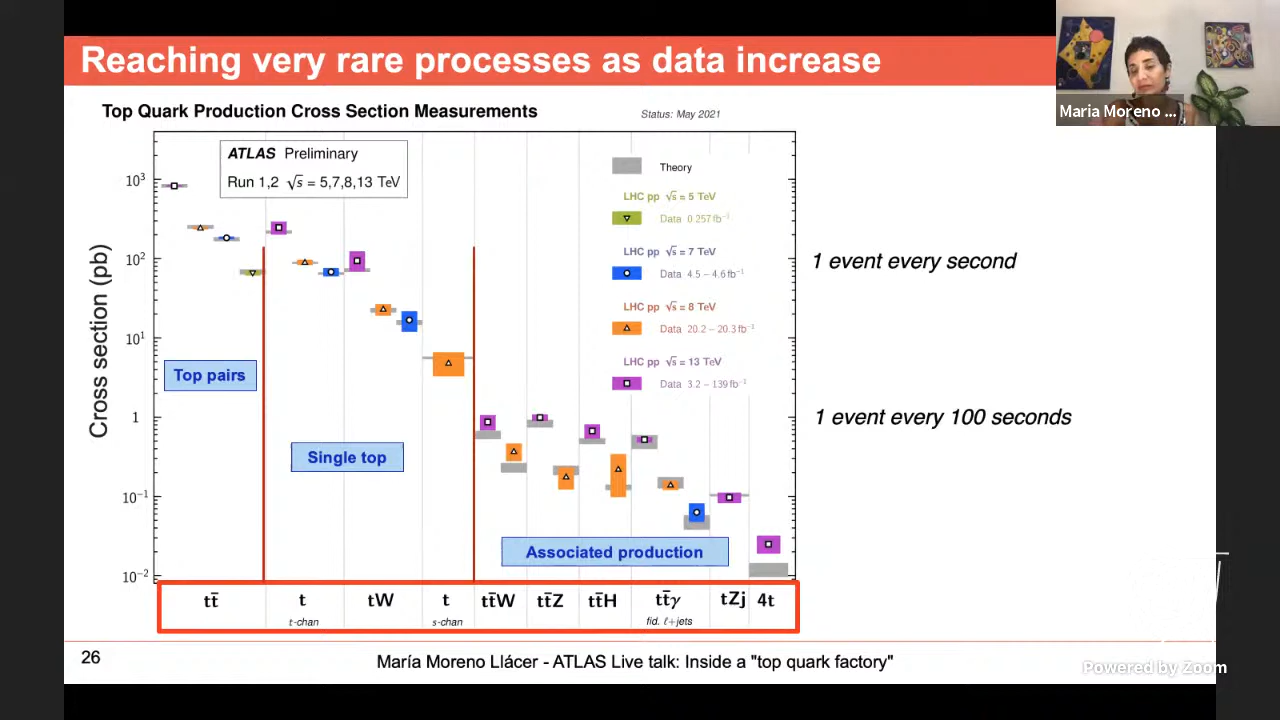 Reaching very rare processes as data increase
Maria Moreno ...
Top Quark Production Cross Section Measurements
Status: May 2021
ATLAS Preliminary
Run 1,2 √s = 5,7,8,13 TeV
Theory
LHC pp √s = 5 TeV
Data 0.257 fb⁻¹
LHC pp √s = 7 TeV
Data 4.5 − 4.6 fb⁻¹
LHC pp √s = 8 TeV
Data 20.2 − 20.3 fb⁻¹
LHC pp √s = 13 TeV
Data 3.2 − 139 fb⁻¹
Cross section (pb)
10³
10²
10¹
1
10⁻¹
10⁻²
1 event every second
1 event every 100 seconds
Top pairs
Single top
Associated production
tt̄ t tW t tt̄W tt̄Z tt̄H tt̄γ tZj 4t
t-chan s-chan fid. ℓ+jets
26
María Moreno Llácer - ATLAS Live talk: Inside a "top quark factory"
Powered by Zoom